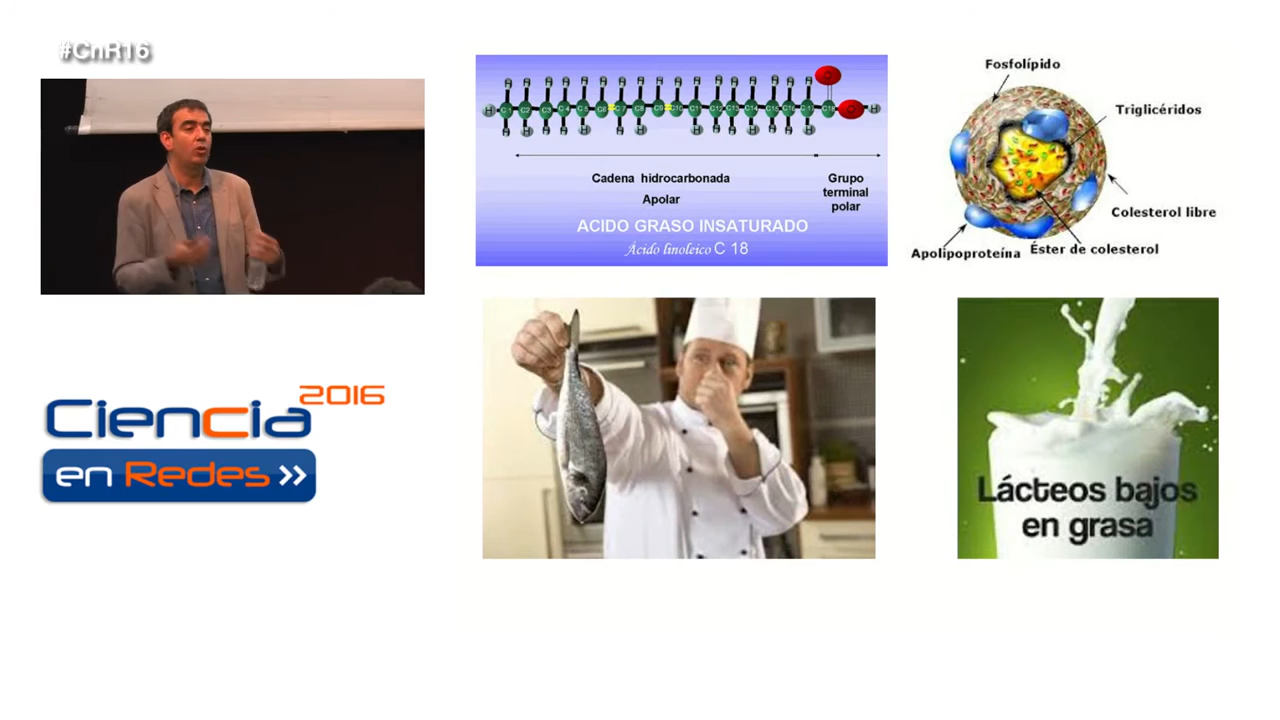 #CnR16
Ciencia
2016
en Redes >>
Cadena hidrocarbonada
Apolar
Grupo
terminal
polar
ACIDO GRASO INSATURADO
Ácido linoleico C 18
Fosfolípido
Triglicéridos
Colesterol libre
Apolipoproteína
Éster de colesterol
Lácteos bajos
en grasa